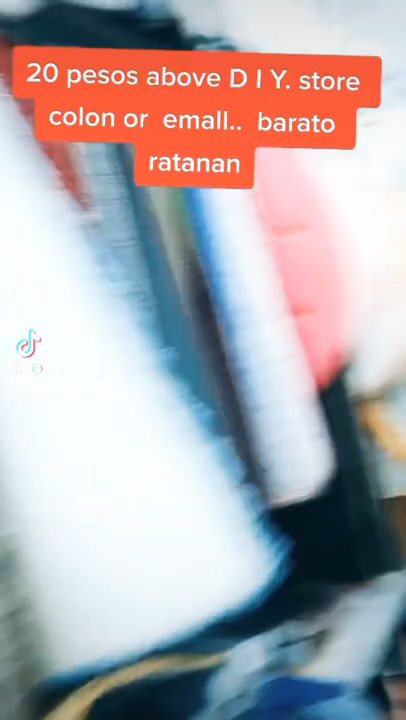 20 pesos above D I Y. store
colon or emall.. barato
ratanan